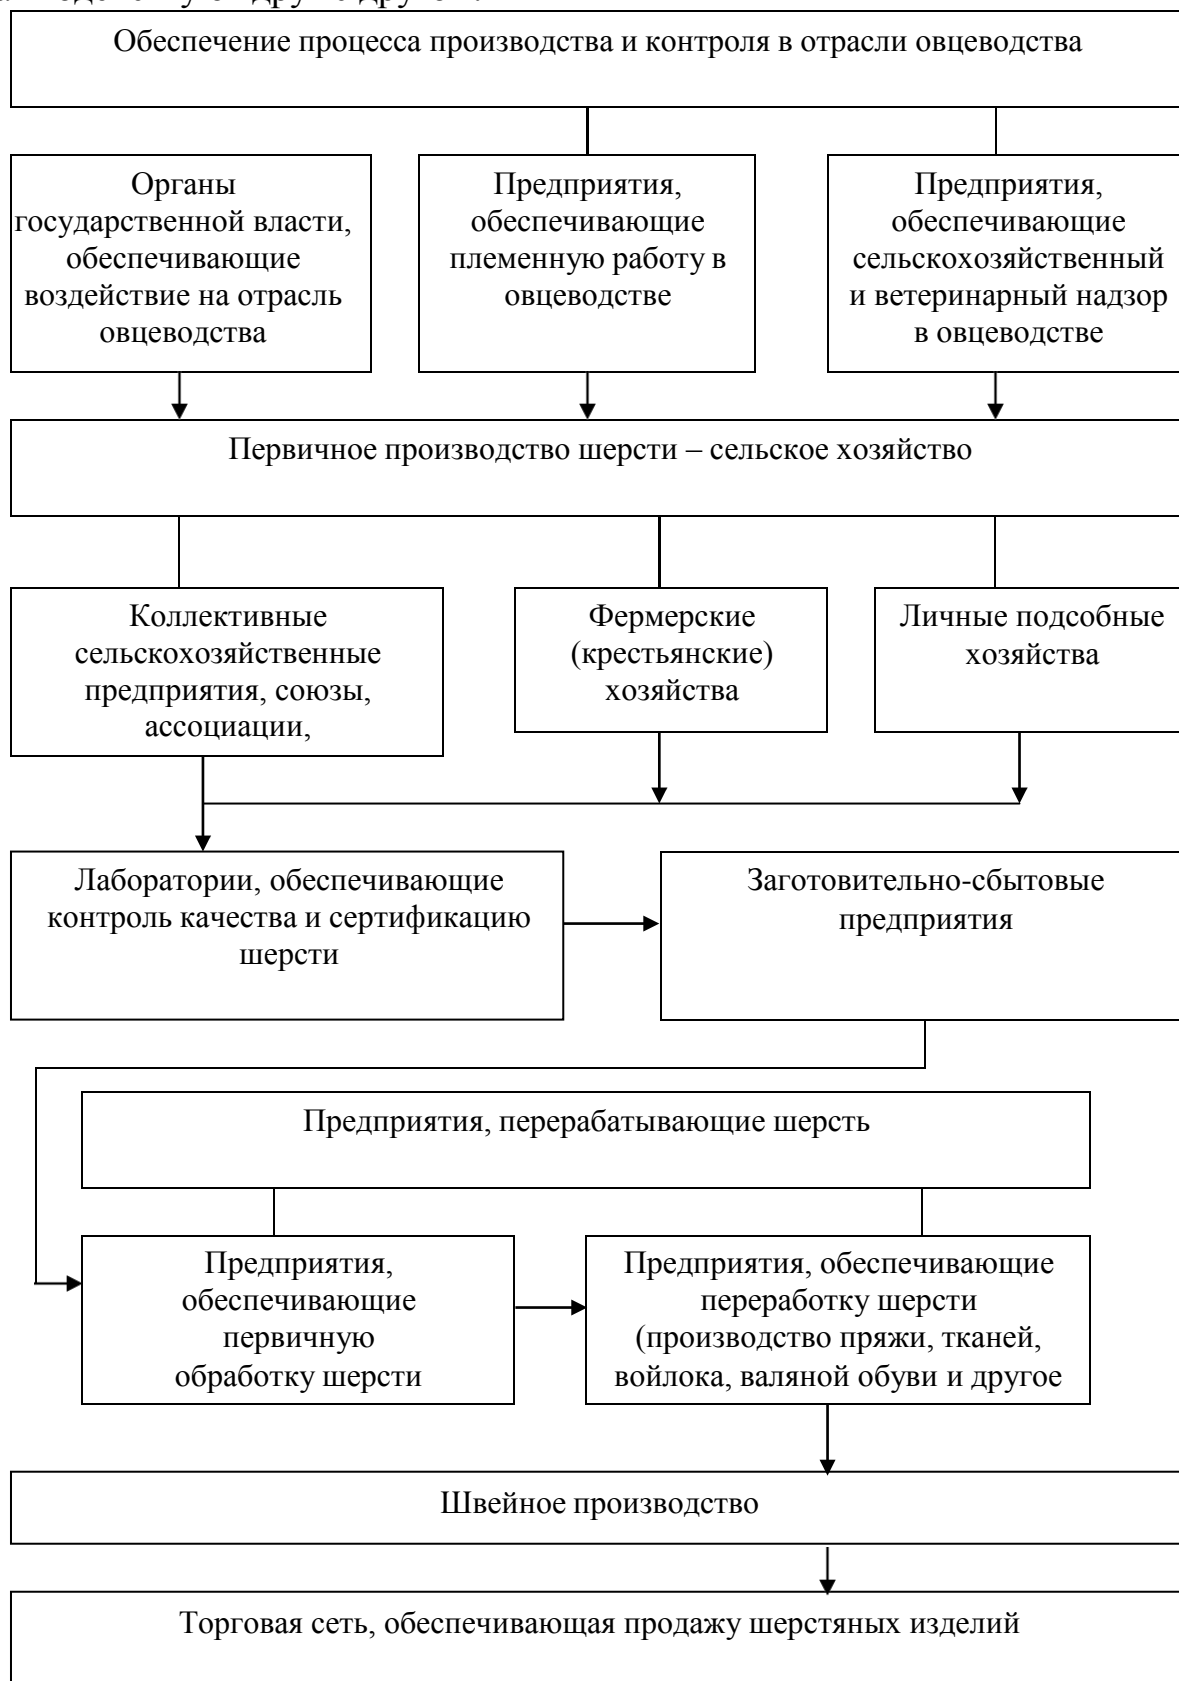 Обеспечение процесса производства и контроля в отрасли овцеводства
Органы
государственной власти,
обеспечивающие
воздействие на отрасль
овцеводства
Предприятия,
обеспечивающие
племенную работу в
овцеводстве
Предприятия,
обеспечивающие
сельскохозяйственный
и ветеринарный надзор
в овцеводстве
Первичное производство шерсти – сельское хозяйство
Коллективные
сельскохозяйственные
предприятия, союзы,
ассоциации,
Фермерские
(крестьянские)
хозяйства
Личные подсобные
хозяйства
Лаборатории, обеспечивающие
контроль качества и сертификацию
шерсти
Заготовительно-сбытовые
предприятия
Предприятия, перерабатывающие шерсть
Предприятия,
обеспечивающие
первичную
обработку шерсти
Предприятия, обеспечивающие
переработку шерсти
(производство пряжи, тканей,
войлока, валяной обуви и другое
Швейное производство
Торговая сеть, обеспечивающая продажу шерстяных изделий